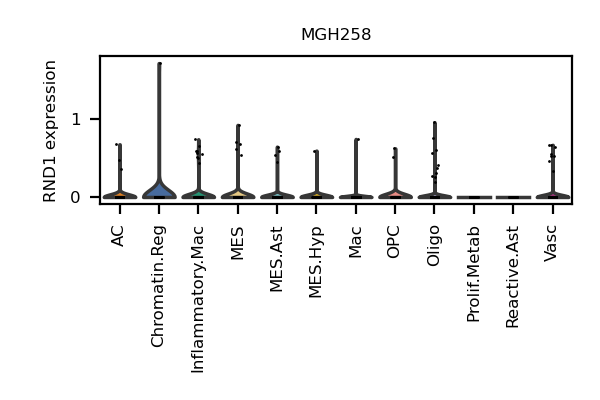 MGH258
RND1 expression
1
0
AC
Chromatin.Reg
Inflammatory.Mac
MES
MES.Ast
MES.Hyp
Mac
OPC
Oligo
Prolif.Metab
Reactive.Ast
Vasc